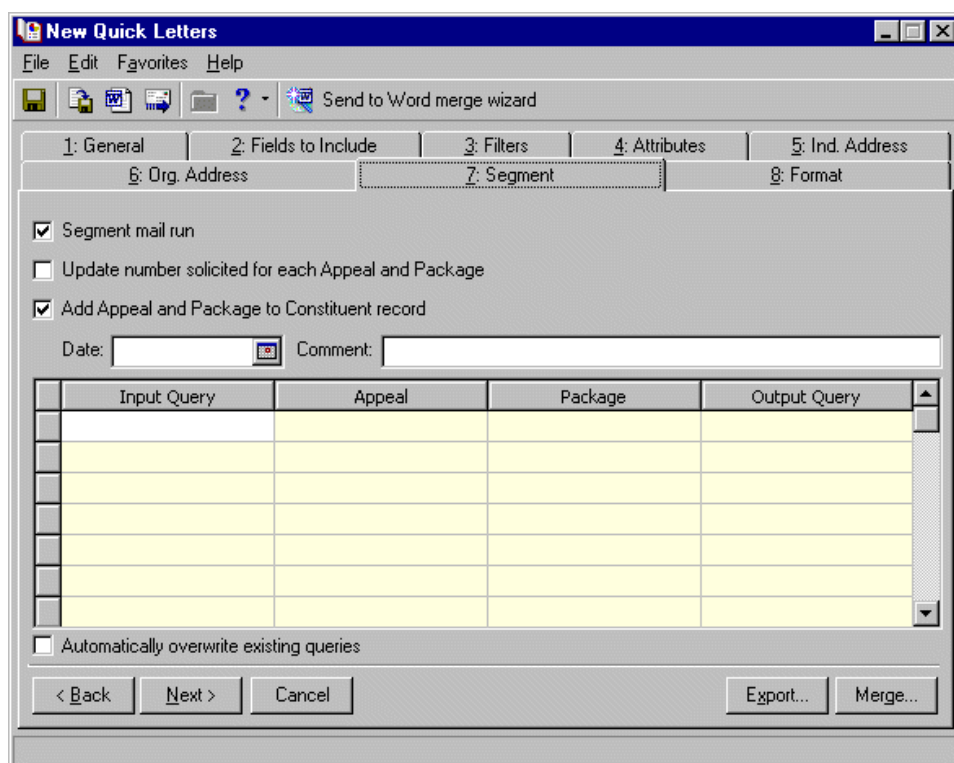 New Quick Letters
File Edit Favorites Help
? Send to Word merge wizard
1: General 2: Fields to Include 3: Filters 4: Attributes 5: Ind. Address
6: Org. Address 7: Segment 8: Format
Segment mail run
Update number solicited for each Appeal and Package
Add Appeal and Package to Constituent record
Date: Comment:
Input Query Appeal Package Output Query
Automatically overwrite existing queries
< Back Next > Cancel Export... Merge...